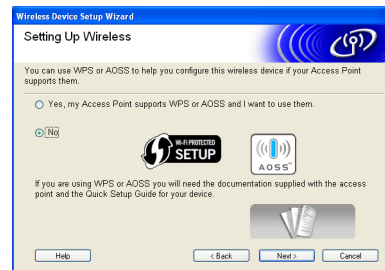 Wireless Device Setup Wizard
Setting Up Wireless
You can use WPS or AOSS to help you configure this wireless device if your Access Point
supports them.
Yes, my Access Point supports WPS or AOSS and I want to use them.
No
WI-FI PROTECTED
SETUP
AOSS
If you are using WPS or AOSS you will need the documentation supplied with the access
point and the Quick Setup Guide for your device.
Help
< Back
Next >
Cancel